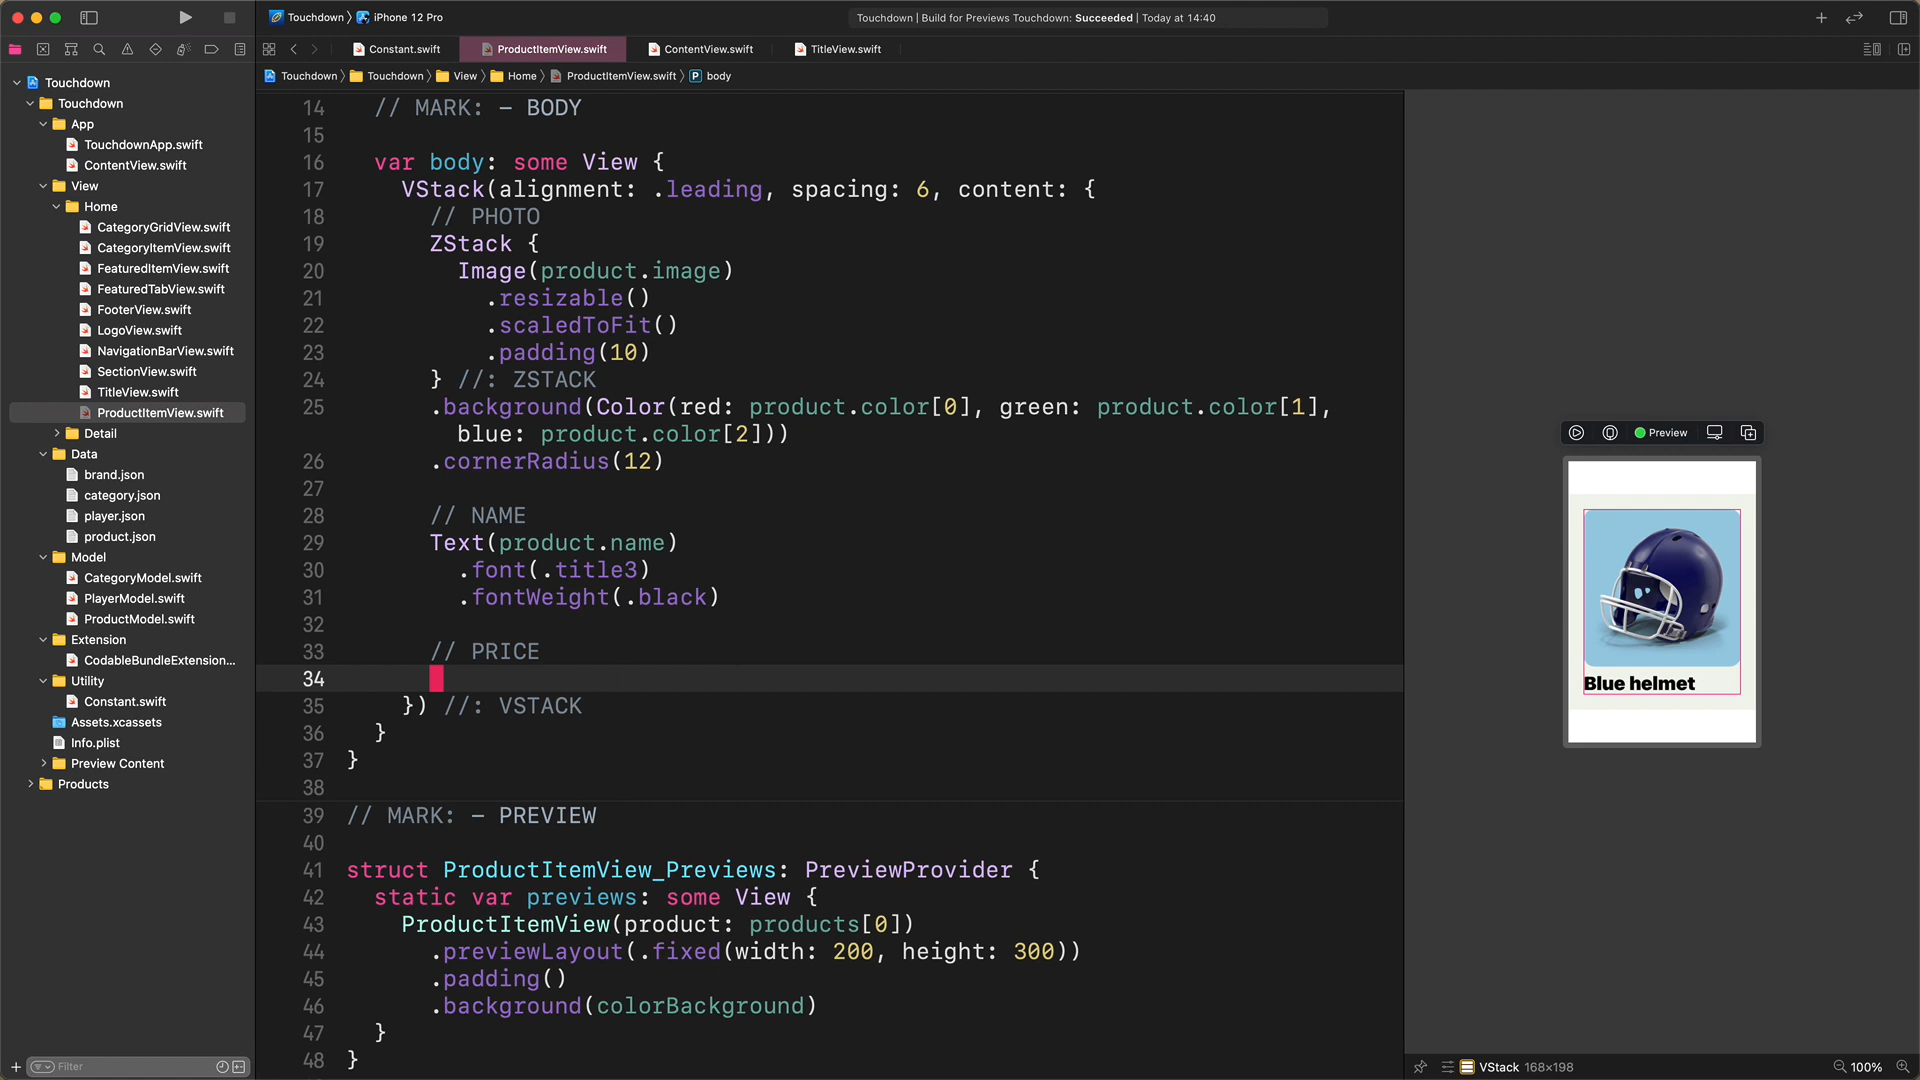 Touchdown
iPhone 12 Pro
Touchdown | Build for Previews Touchdown: Succeeded | Today at 14:40
Constant.swift
ProductItemView.swift
ContentView.swift
TitleView.swift
Touchdown
Touchdown
View
Home
ProductItemView.swift
P body
Touchdown
Touchdown
App
TouchdownApp.swift
ContentView.swift
View
Home
CategoryGridView.swift
CategoryItemView.swift
FeaturedItemView.swift
FeaturedTabView.swift
FooterView.swift
LogoView.swift
NavigationBarView.swift
SectionView.swift
TitleView.swift
ProductItemView.swift
Detail
Data
brand.json
category.json
player.json
product.json
Model
CategoryModel.swift
PlayerModel.swift
ProductModel.swift
Extension
CodableBundleExtension...
Utility
Constant.swift
Assets.xcassets
Info.plist
Preview Content
Products
Filter
14 // MARK: - BODY
15
16 var body: some View {
17 VStack(alignment: .leading, spacing: 6, content: {
18 // PHOTO
19 ZStack {
20 Image(product.image)
21 .resizable()
22 .scaledToFit()
23 .padding(10)
24 } //: ZSTACK
25 .background(Color(red: product.color[0], green: product.color[1],
blue: product.color[2]))
26 .cornerRadius(12)
27
28 // NAME
29 Text(product.name)
30 .font(.title3)
31 .fontWeight(.black)
32
33 // PRICE
34
35 }) //: VSTACK
36 }
37 }
38
39 // MARK: - PREVIEW
40
41 struct ProductItemView_Previews: PreviewProvider {
42 static var previews: some View {
43 ProductItemView(product: products[0])
44 .previewLayout(.fixed(width: 200, height: 300))
45 .padding()
46 .background(colorBackground)
47 }
48 }
Preview
Blue helmet
VStack 168×198
100%